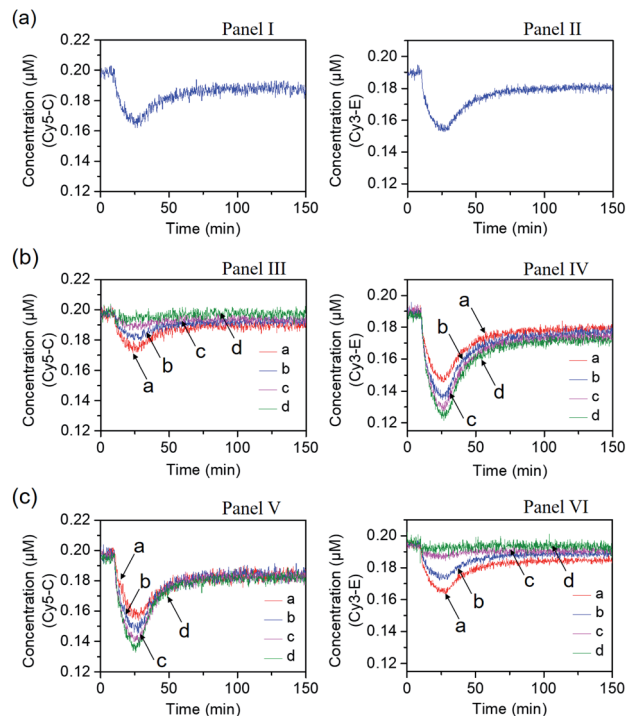 (a)
Panel I
Panel II
Concentration (µM)
(Cy5-C)
0.22
0.20
0.18
0.16
0.14
0.12
0 50 100 150
Time (min)
Concentration (µM)
(Cy3-E)
0.20
0.18
0.16
0.14
0.12
0 50 100 150
Time (min)
(b)
Panel III
Panel IV
Concentration (µM)
(Cy5-C)
0.22
0.20
0.18
0.16
0.14
0.12
a
b
c
d
a
b
c
d
0 50 100 150
Time (min)
Concentration (µM)
(Cy3-E)
0.20
0.18
0.16
0.14
0.12
a
b
c
d
a
b
c
d
0 50 100 150
Time (min)
(c)
Panel V
Panel VI
Concentration (µM)
(Cy5-C)
0.22
0.20
0.18
0.16
0.14
0.12
a
b
c
d
a
b
c
d
0 50 100 150
Time (min)
Concentration (µM)
(Cy3-E)
0.20
0.18
0.16
0.14
0.12
a
b
c
d
a
b
c
d
0 50 100 150
Time (min)